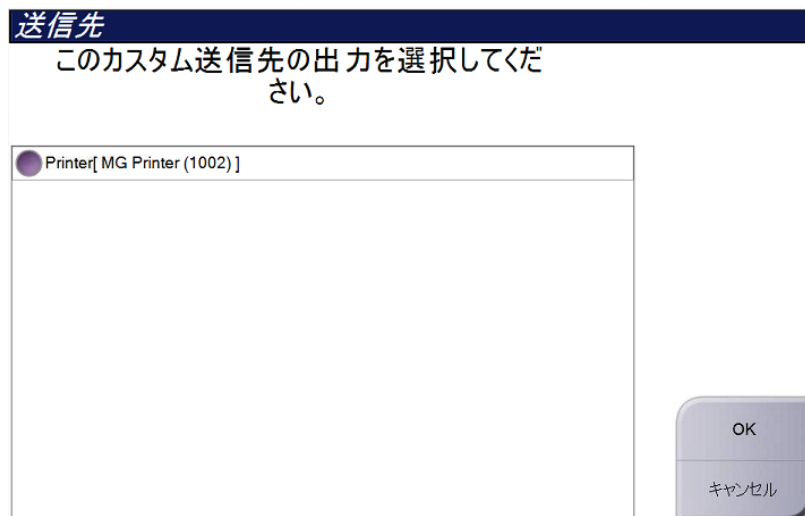 送信先
このカスタム送信先の出力を選択してくだ
さい。
Printer[ MG Printer (1002) ]
OK
キャンセル